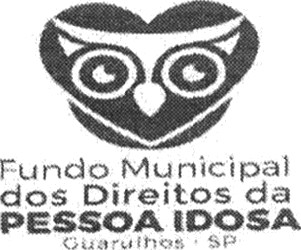 Fundo Municipal
dos Direitos da
PESSOA IDOSA
Guarulhos - SP